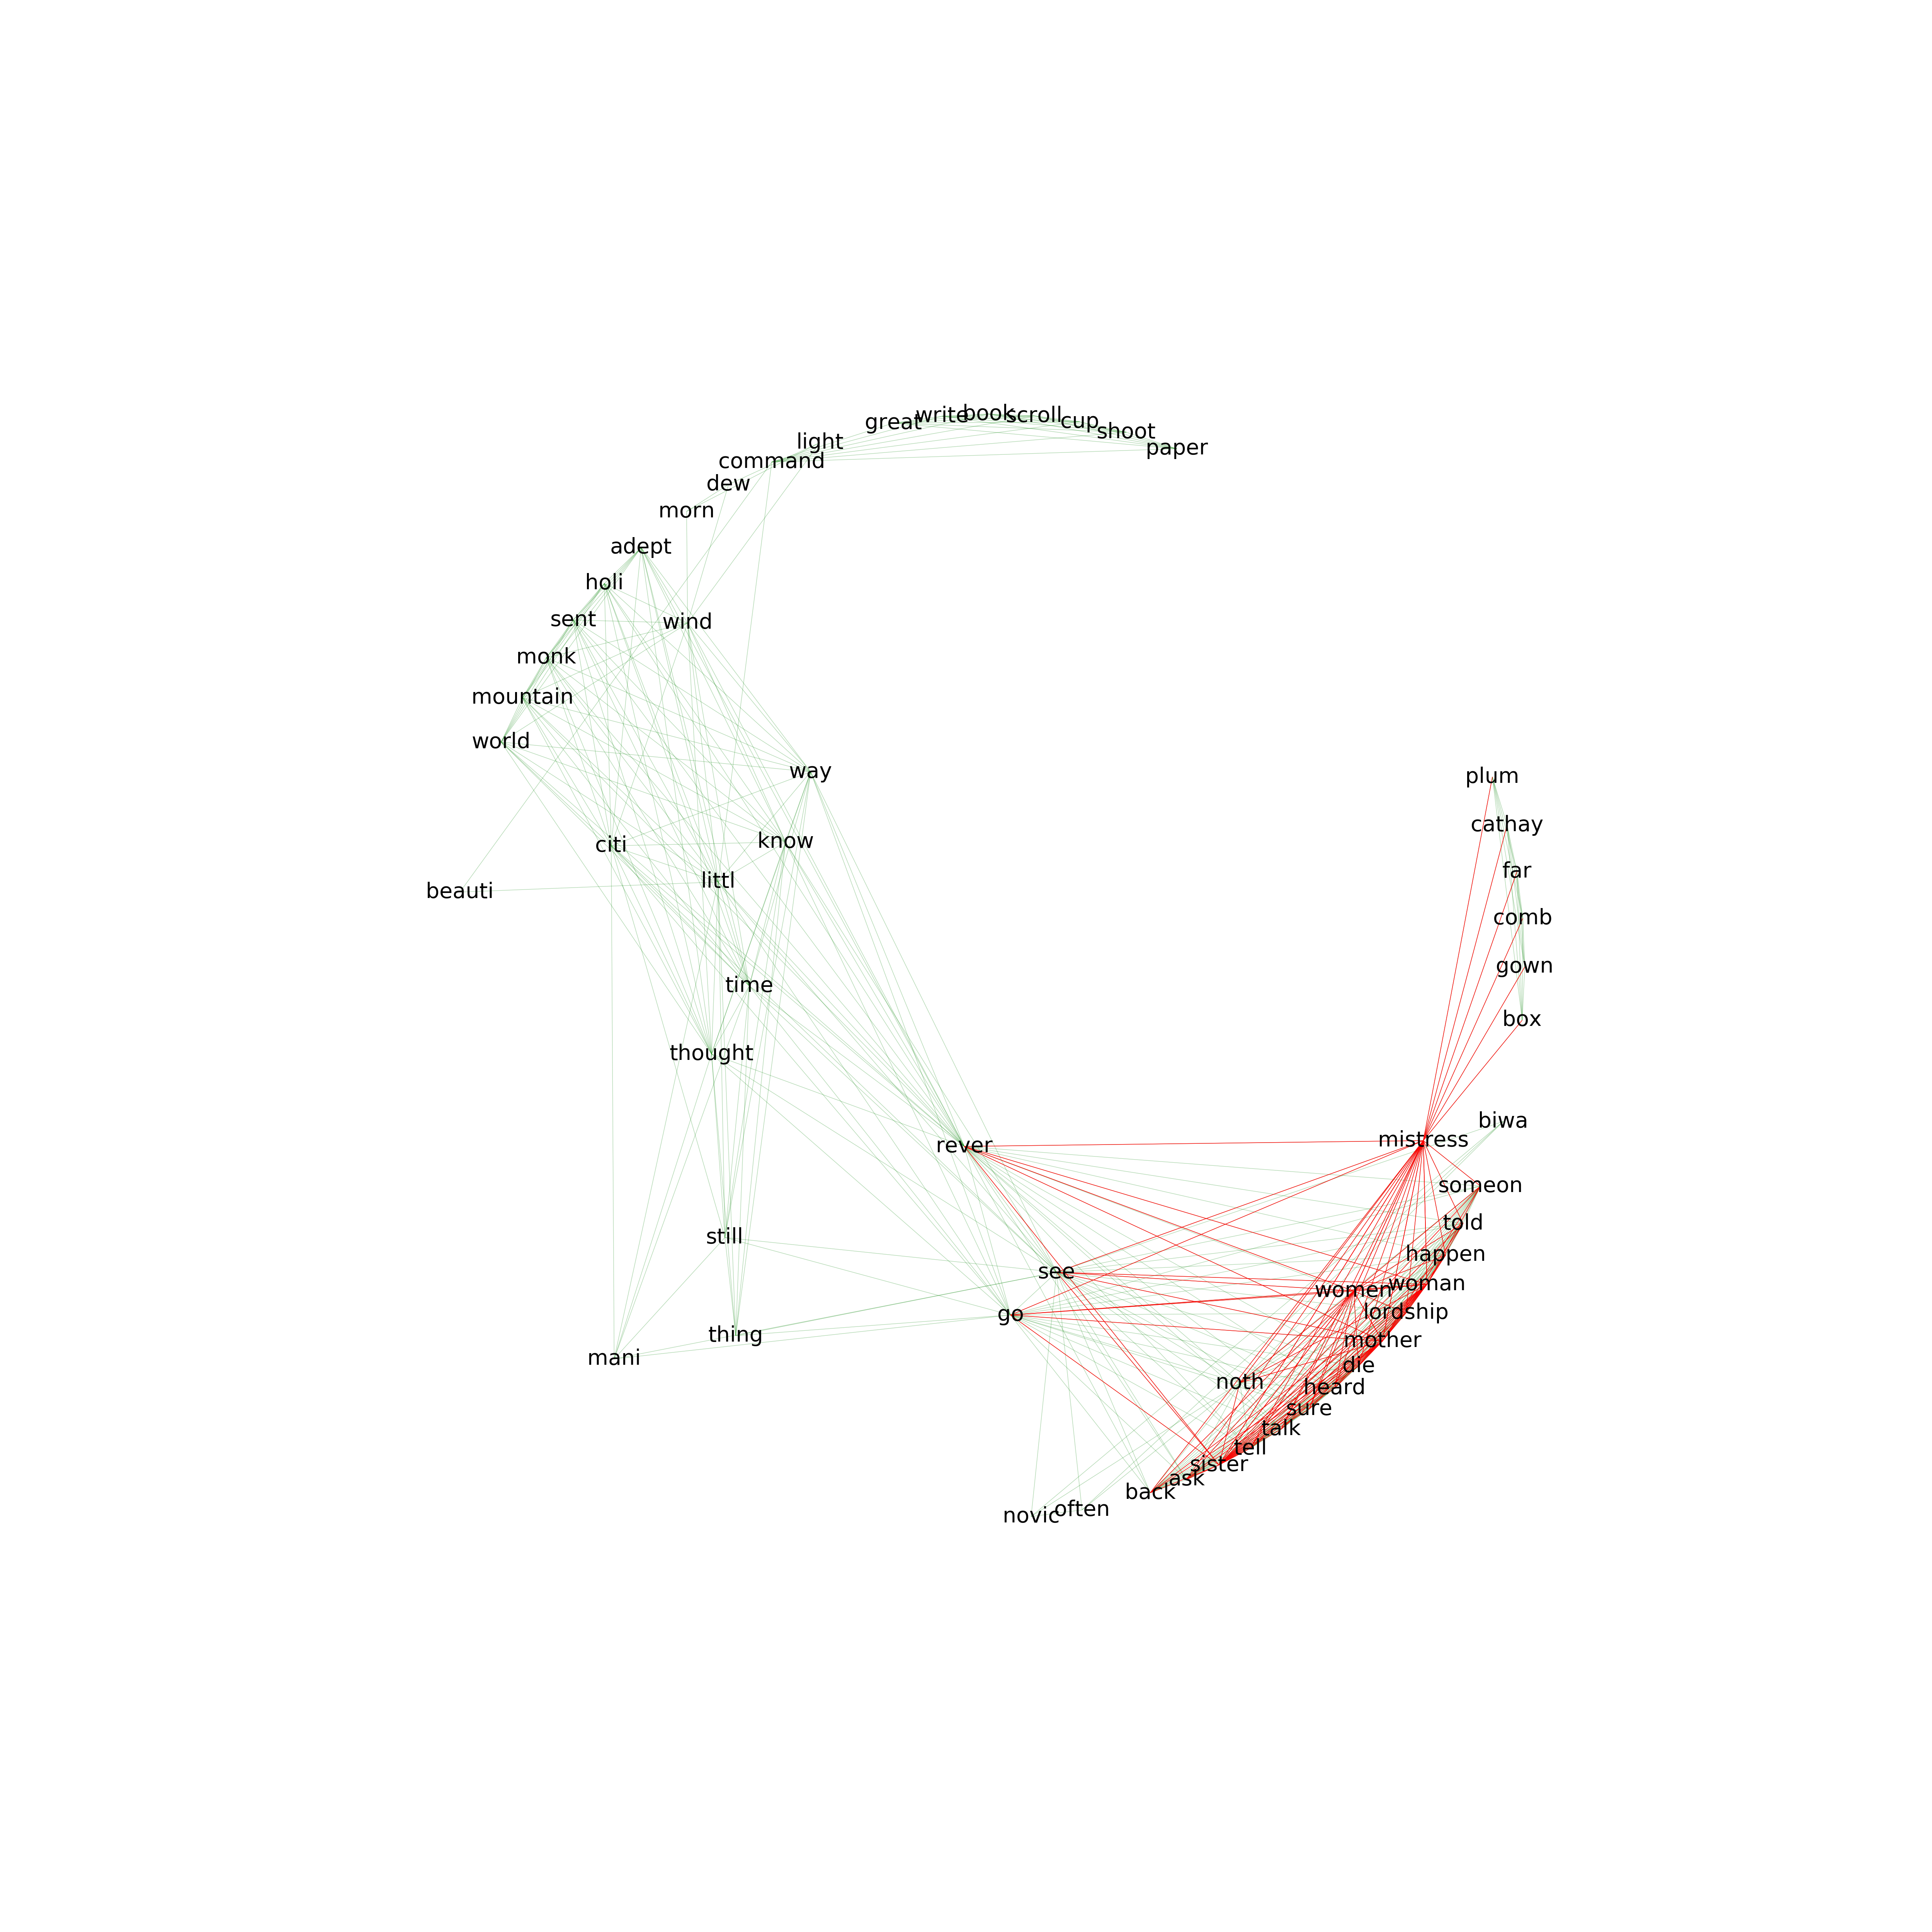 write
book
scroll
great
cup
shoot
light
paper
command
dew
morn
adept
holi
sent
wind
monk
mountain
world
way
plum
cathay
know
citi
far
littl
beauti
comb
gown
time
box
thought
biwa
mistress
rever
someon
told
still
happen
see
woman
women
lordship
go
thing
mother
mani
die
noth
heard
sure
talk
tell
sister
ask
back
often
novic